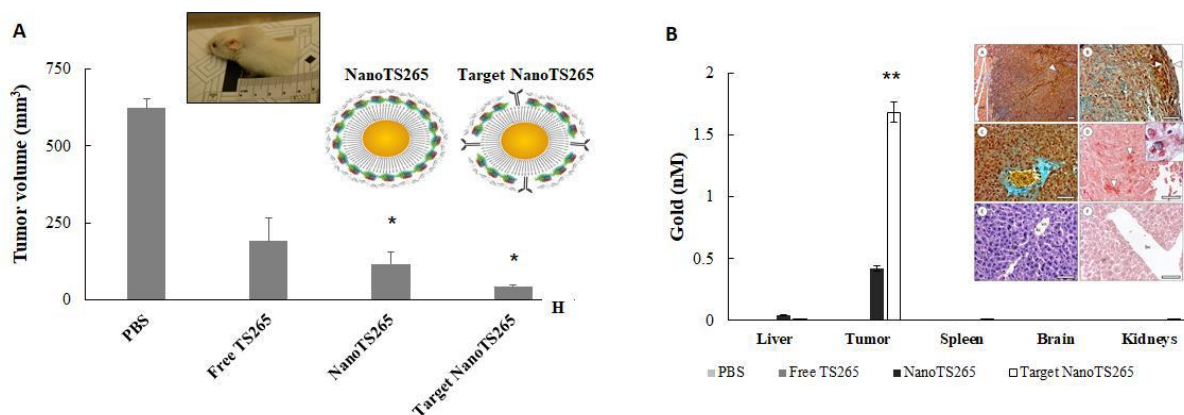 A
Tumor volume (mm³)
750
500
250
0
NanoTS265
Target NanoTS265
*
*
H
PBS
Free TS265
NanoTS265
Target NanoTS265
B
Gold (nM)
2
1.5
1
0.5
0
**
Liver
Tumor
Spleen
Brain
Kidneys
PBS
Free TS265
NanoTS265
Target NanoTS265